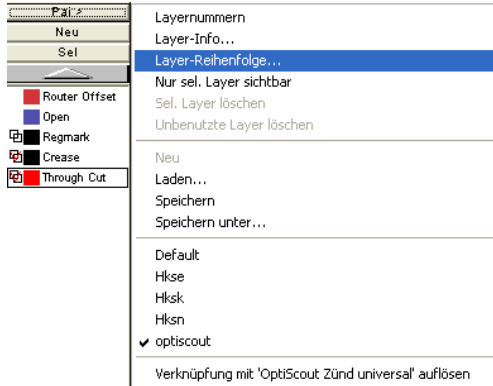 Neu
Sel
Router Offset
Open
Regmark
Crease
Through Cut
Layernummern
Layer-Info...
Layer-Reihenfolge...
Nur sel. Layer sichtbar
Sel. Layer löschen
Unbenutzte Layer löschen
Neu
Laden...
Speichern
Speichern unter...
Default
Hkse
Hksk
Hksn
optiscout
Verknüpfung mit 'OptiScout Zünd universal' auflösen